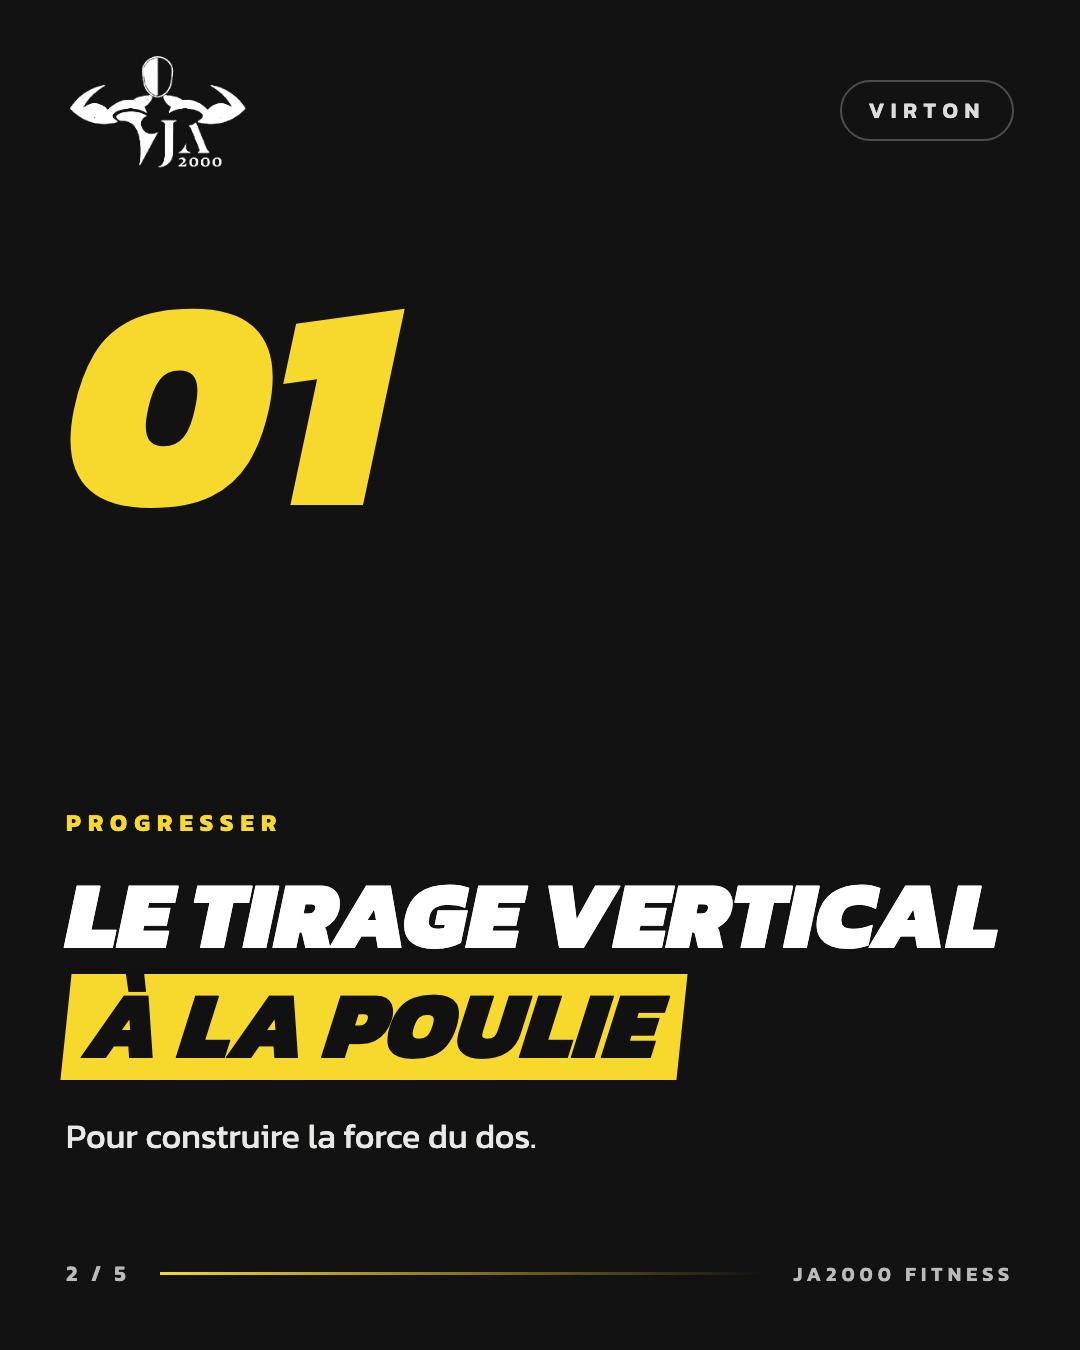 JA
2000
VIRTON
01
PROGRESSER
LE TIRAGE VERTICAL
À LA POULIE
Pour construire la force du dos.
2 / 5
JA2000 FITNESS